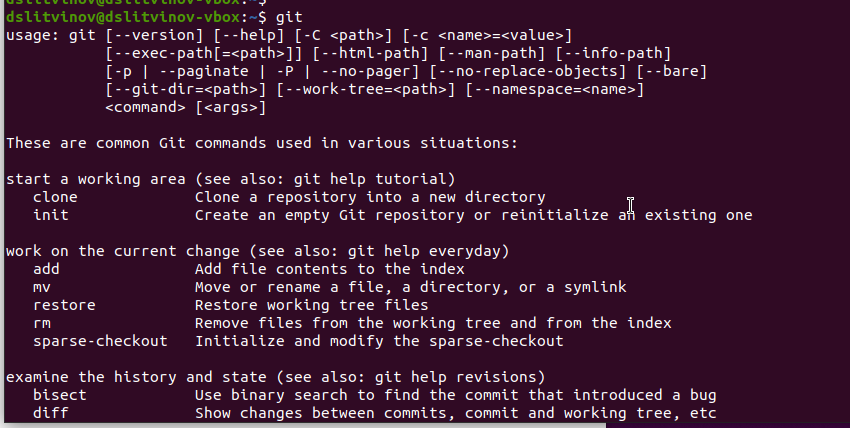 dslitvinov@dslitvinov-vbox:~$
dslitvinov@dslitvinov-vbox:~$ git
usage: git [--version] [--help] [-C <path>] [-c <name>=<value>]
           [--exec-path[=<path>]] [--html-path] [--man-path] [--info-path]
           [-p | --paginate | -P | --no-pager] [--no-replace-objects] [--bare]
           [--git-dir=<path>] [--work-tree=<path>] [--namespace=<name>]
           <command> [<args>]

These are common Git commands used in various situations:

start a working area (see also: git help tutorial)
   clone             Clone a repository into a new directory
   init              Create an empty Git repository or reinitialize an existing one

work on the current change (see also: git help everyday)
   add               Add file contents to the index
   mv                Move or rename a file, a directory, or a symlink
   restore           Restore working tree files
   rm                Remove files from the working tree and from the index
   sparse-checkout   Initialize and modify the sparse-checkout

examine the history and state (see also: git help revisions)
   bisect            Use binary search to find the commit that introduced a bug
   diff              Show changes between commits, commit and working tree, etc